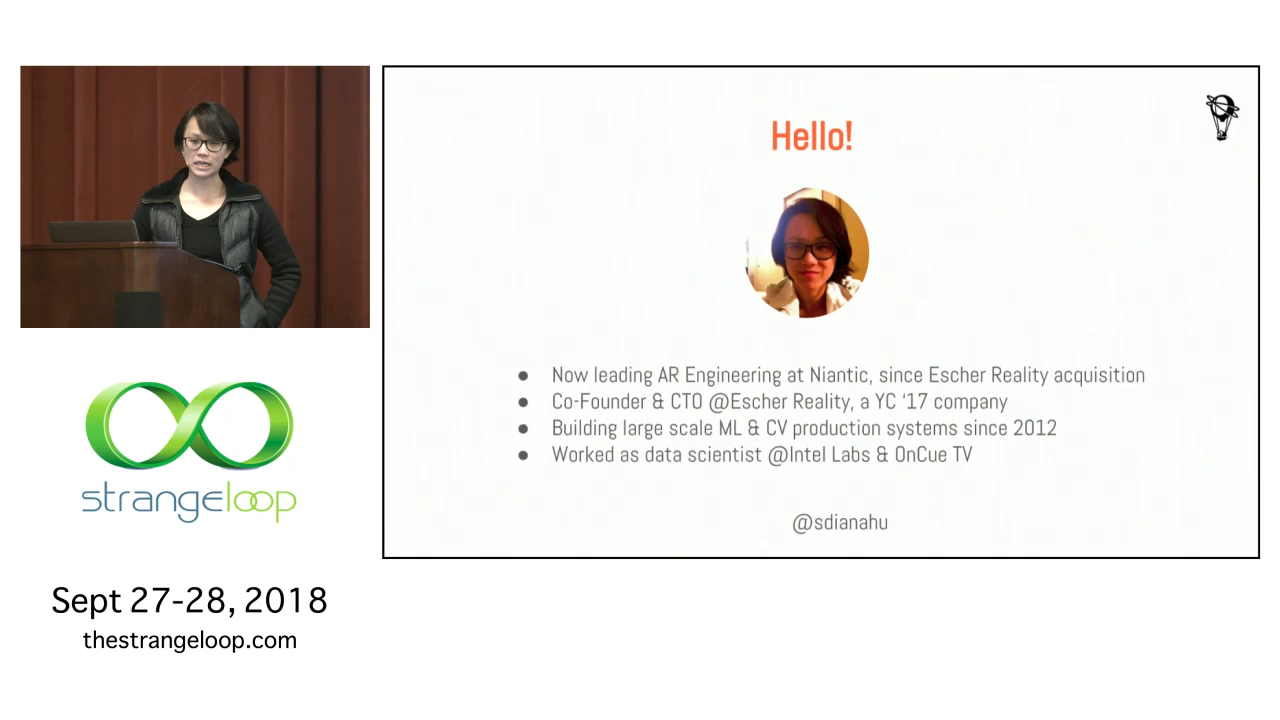 Hello!
● Now leading AR Engineering at Niantic, since Escher Reality acquisition
● Co-Founder & CTO @Escher Reality, a YC ‘17 company
● Building large scale ML & CV production systems since 2012
● Worked as data scientist @Intel Labs & OnCue TV
@sdianahu
strangeloop
Sept 27-28, 2018
thestrangeloop.com